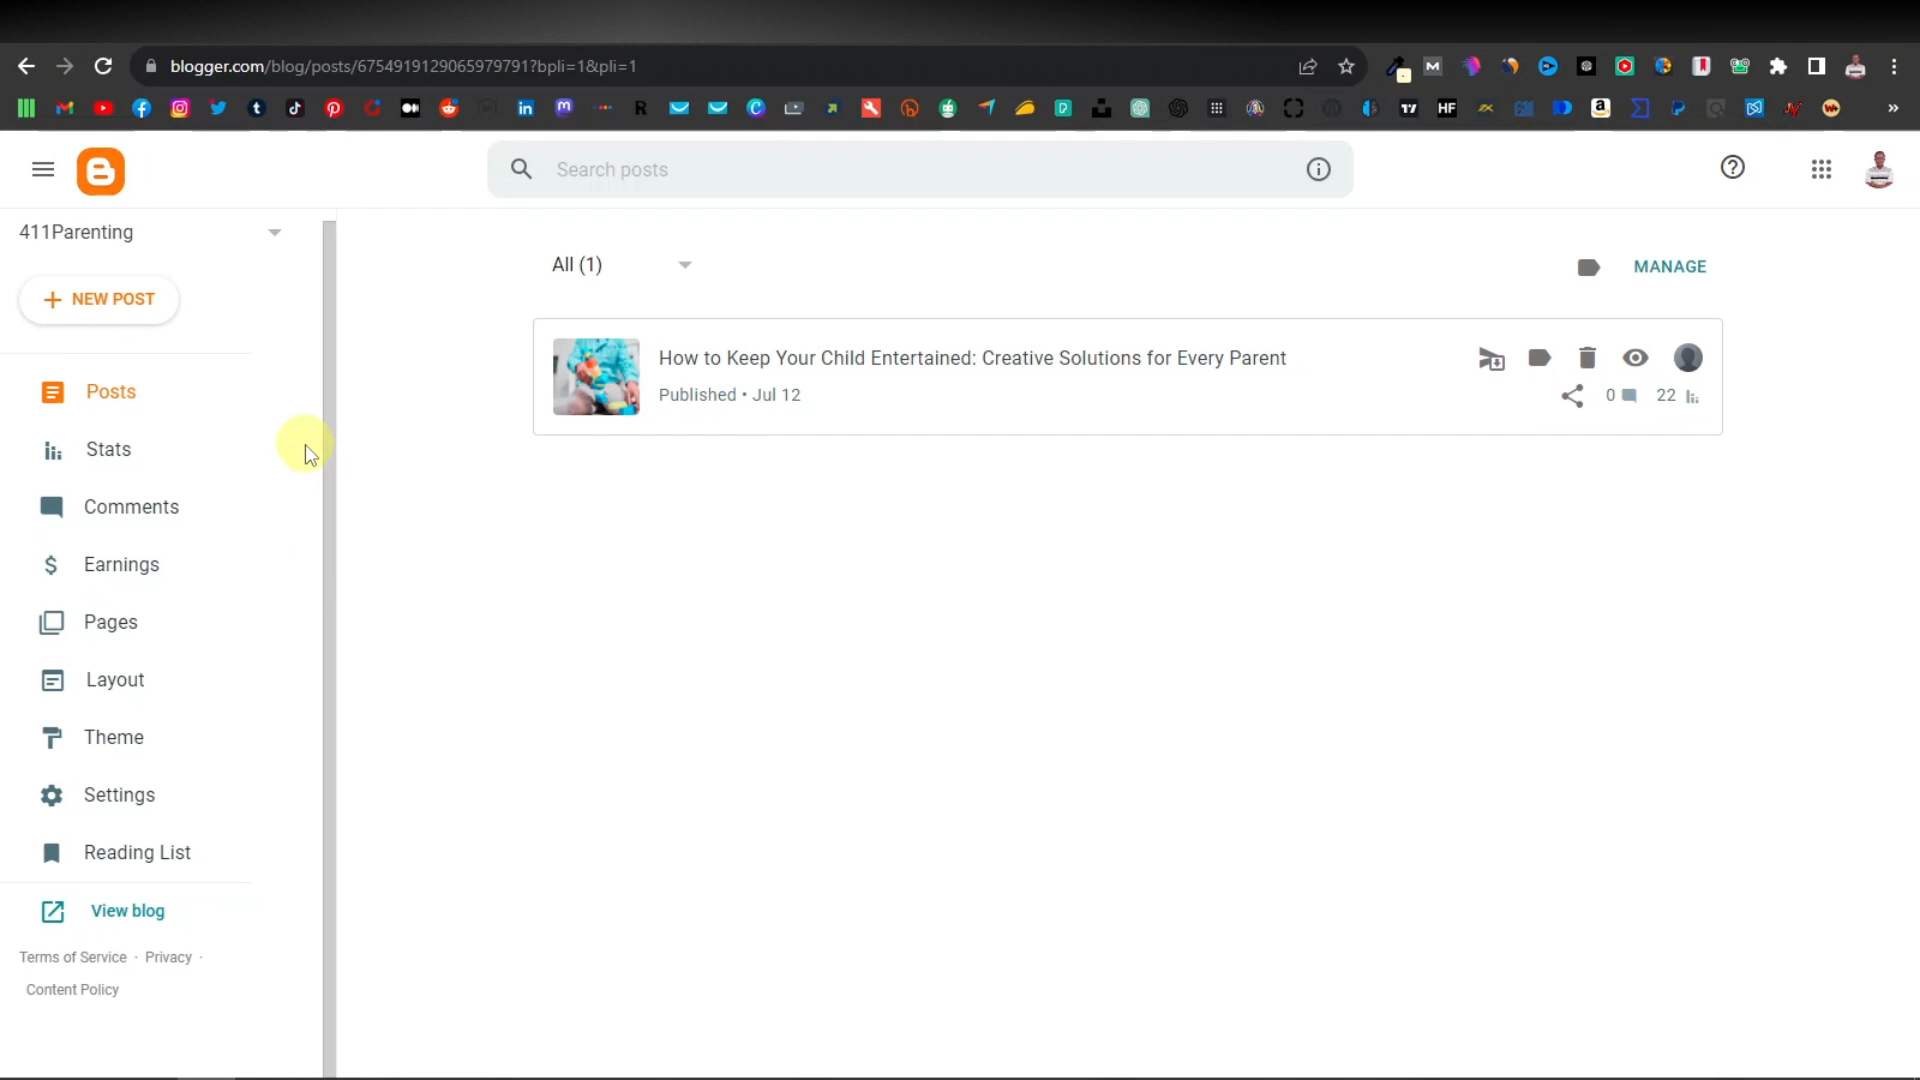 blogger.com/blog/posts/6754919129065979791?bpli=1&pli=1
Search posts
411Parenting
NEW POST
Posts
Stats
Comments
Earnings
Pages
Layout
Theme
Settings
Reading List
View blog
Terms of Service · Privacy ·
Content Policy
All (1)
MANAGE
How to Keep Your Child Entertained: Creative Solutions for Every Parent
Published • Jul 12
0
22